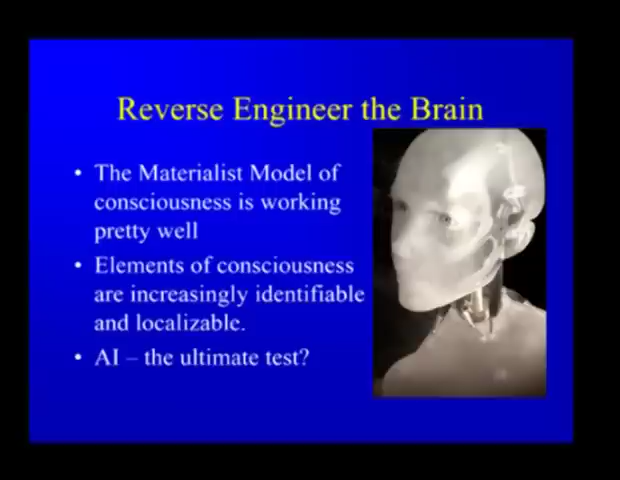 Reverse Engineer the Brain
• The Materialist Model of
consciousness is working
pretty well
• Elements of consciousness
are increasingly identifiable
and localizable.
• AI – the ultimate test?